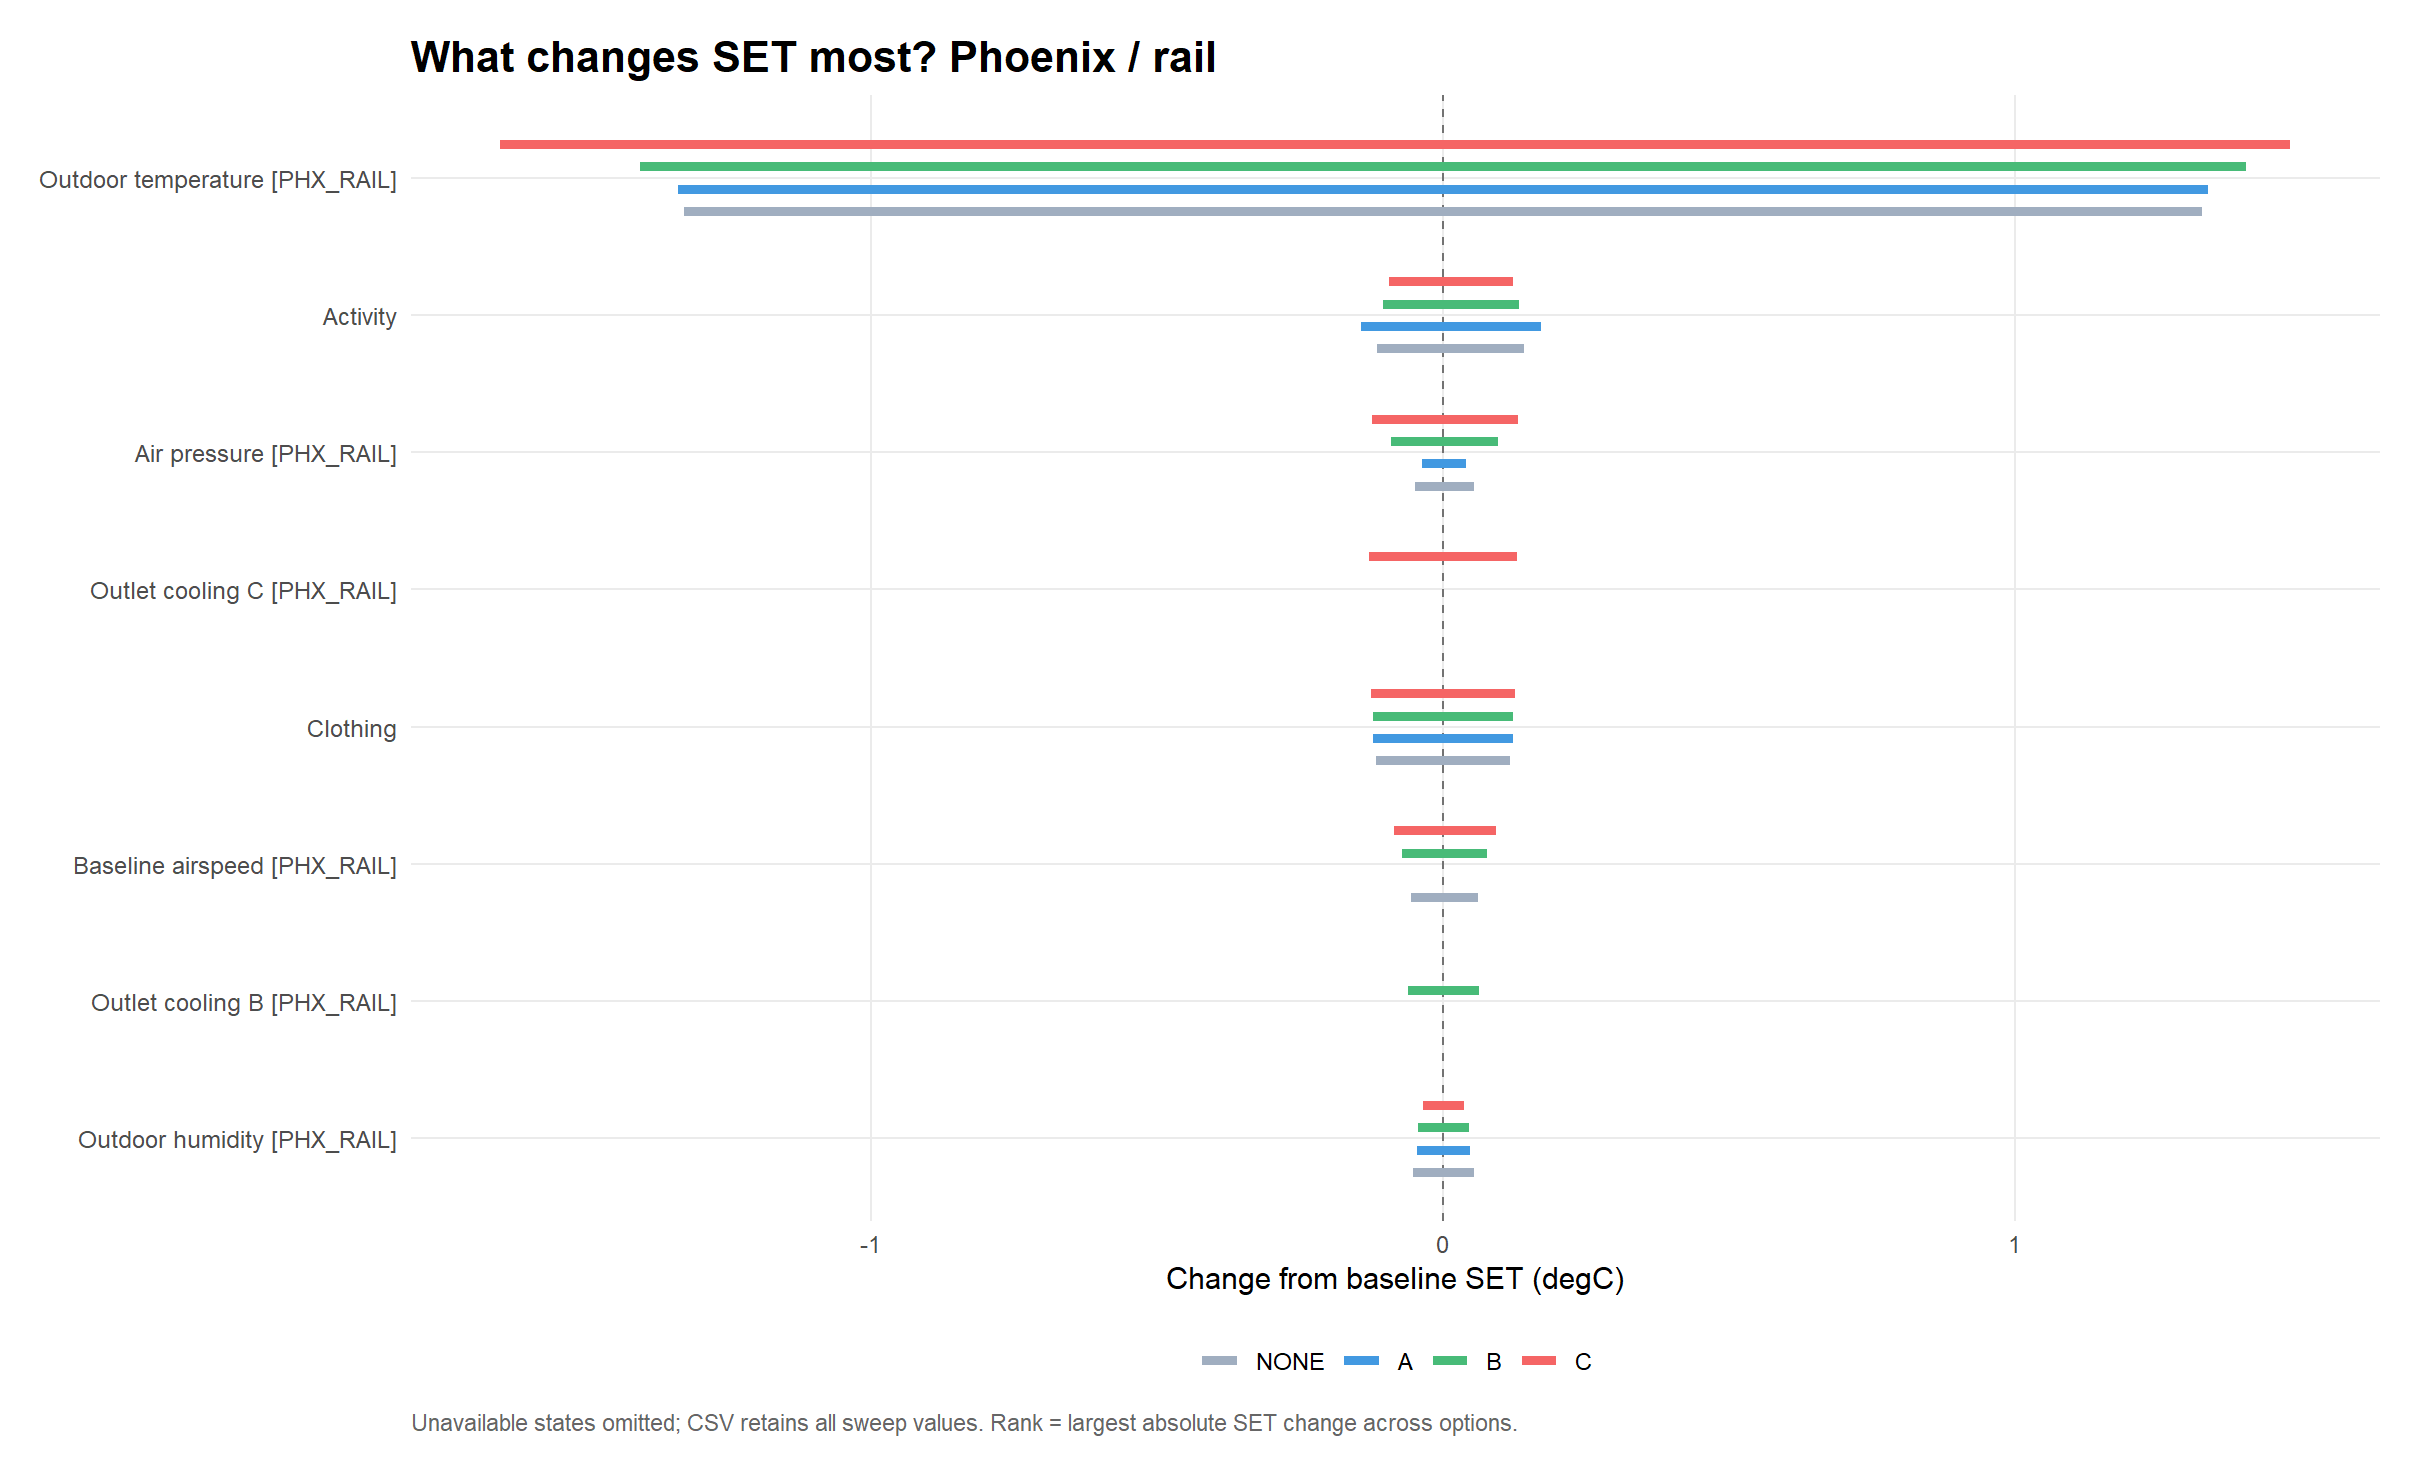 What changes SET most? Phoenix / rail
Outdoor temperature [PHX_RAIL]
Activity
Air pressure [PHX_RAIL]
Outlet cooling C [PHX_RAIL]
Clothing
Baseline airspeed [PHX_RAIL]
Outlet cooling B [PHX_RAIL]
Outdoor humidity [PHX_RAIL]
-1 0 1
Change from baseline SET (degC)
NONE A B C
Unavailable states omitted; CSV retains all sweep values. Rank = largest absolute SET change across options.